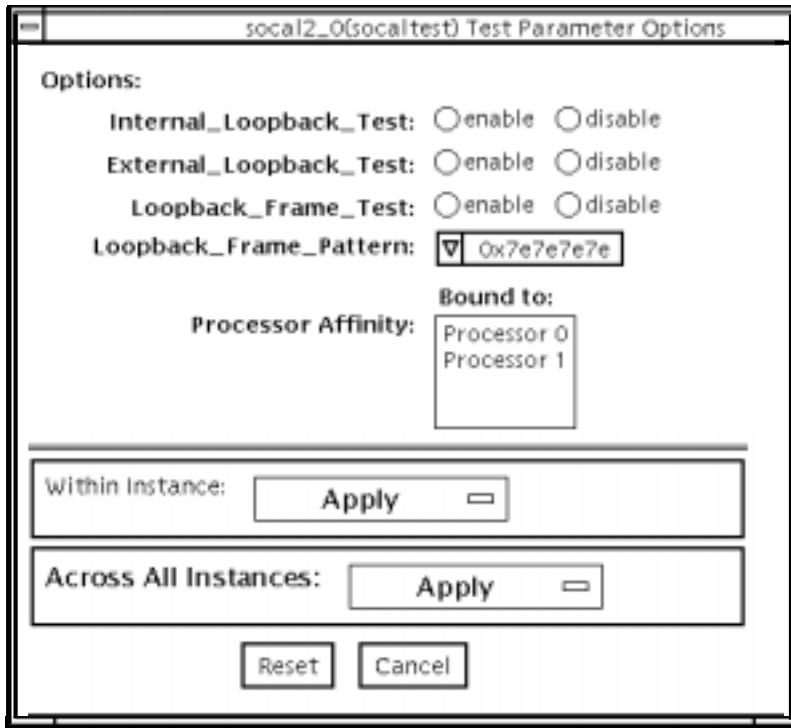 socal2_0(socaltest) Test Parameter Options
Options:
Internal_Loopback_Test: enable disable
External_Loopback_Test: enable disable
Loopback_Frame_Test: enable disable
Loopback_Frame_Pattern: 0x7e7e7e7e
Bound to:
Processor Affinity: Processor 0
Processor 1
Within Instance: Apply
Across All Instances: Apply
Reset Cancel